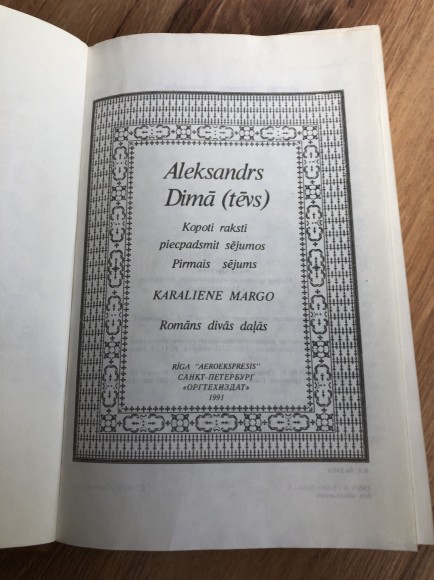 Aleksandrs
Dimā (tēvs)
Kopoti raksti
piecpadsmit sējumos
Pirmais sējums
KARALIENE MARGO
Romāns divās daļās
RĪGA "AEROEKSPRESIS"
САНКТ-ПЕТЕРБУРГ
«ОРГТЕХИЗДАТ»
1991